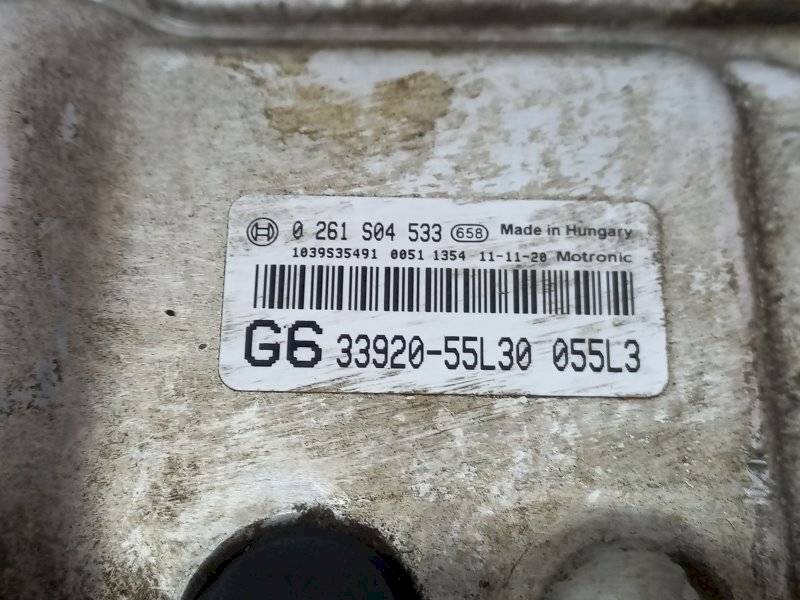 0 261 S04 533 658 Made in Hungary
1039S35491 0051 1354 11-11-20 Motronic
G6 33920-55L30 055L3